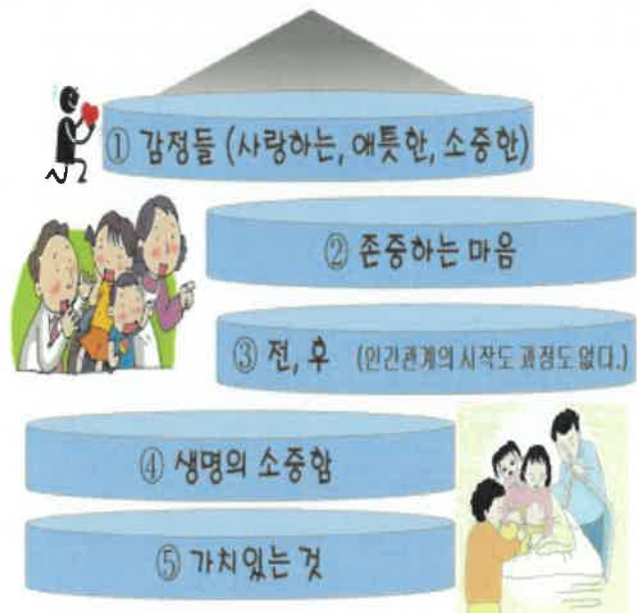 ① 감정들 (사랑하는, 애틋한, 소중한)
② 존중하는 마음
③ 전, 후 (인간관계의 시작도 과정도 없다.)
④ 생명의 소중함
⑤ 가치있는 것